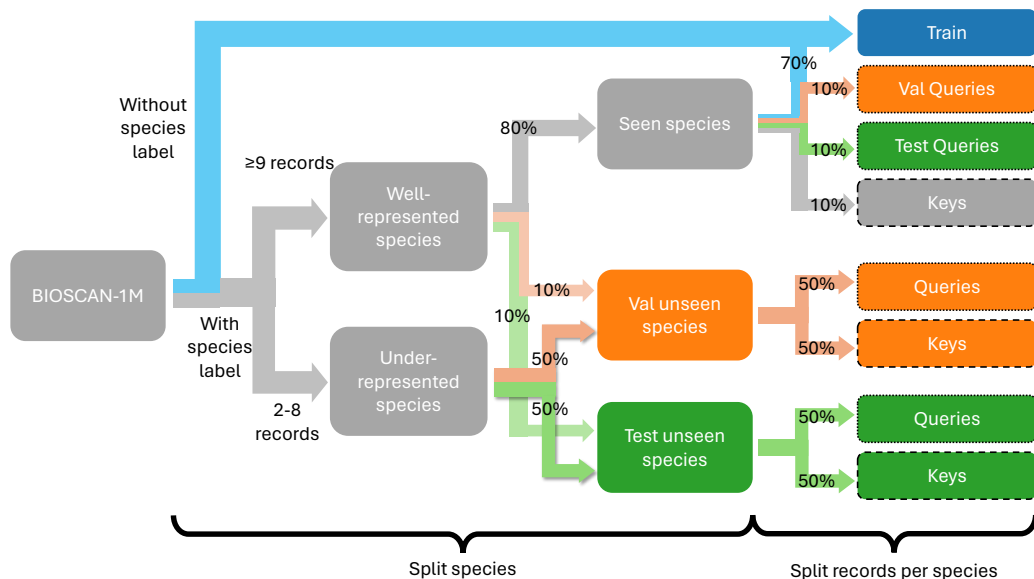 Train
70%
Without
species
label
10%
Val Queries
80%
Seen species
10%
Test Queries
≥9 records
Well-
represented
species
10%
Keys
BIOSCAN-1M
10%
Val unseen
species
50%
Queries
10%
With
species
label
Under-
represented
species
50%
50%
Keys
2-8
records
50%
Test unseen
species
50%
Queries
50%
Keys
Split species
Split records per species